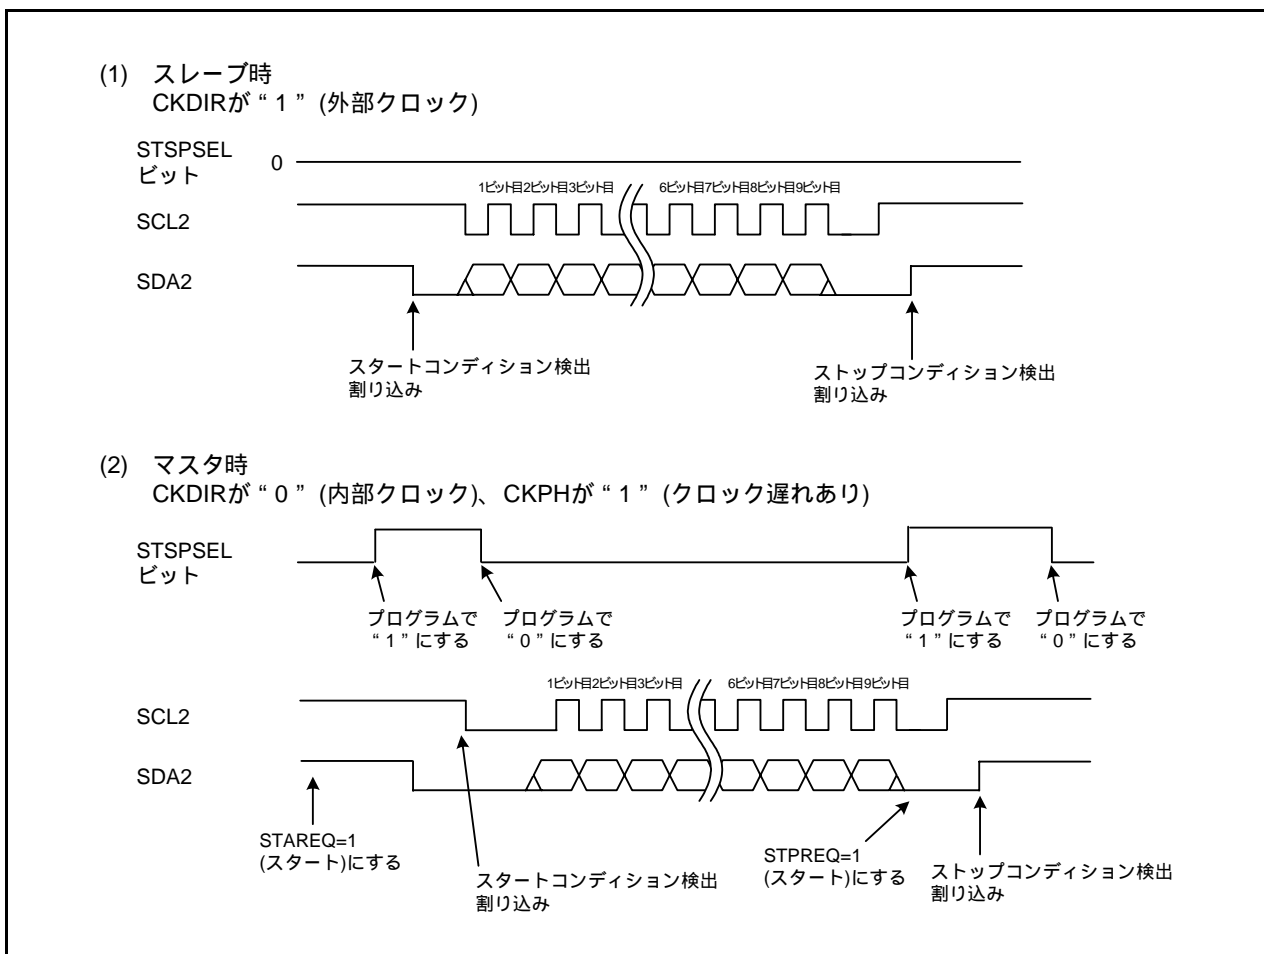 (1) スレーブ時
CKDIRが“1”(外部クロック)
STSPSEL
ビット
0
1ビット目2ビット目3ビット目 6ビット目7ビット目8ビット目9ビット目
SCL2
SDA2
スタートコンディション検出
割り込み
ストップコンディション検出
割り込み
(2) マスタ時
CKDIRが“0”(内部クロック)、CKPHが“1”(クロック遅れあり)
STSPSEL
ビット
プログラムで
“1”にする
プログラムで
“0”にする
プログラムで
“1”にする
プログラムで
“0”にする
1ビット目2ビット目3ビット目 6ビット目7ビット目8ビット目9ビット目
SCL2
SDA2
STAREQ=1
(スタート)にする
スタートコンディション検出
割り込み
STPREQ=1
(スタート)にする
ストップコンディション検出
割り込み